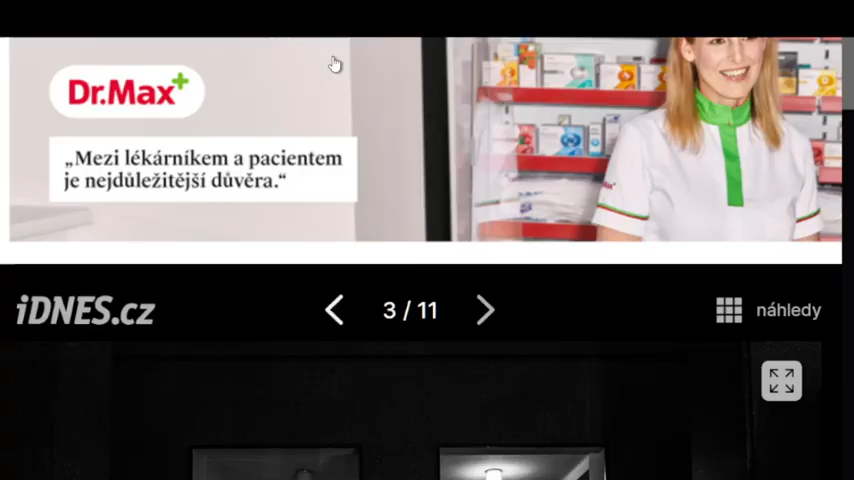 Dr.Max+
„Mezi lékárníkem a pacientem
je nejdůležitější důvěra.“
iDNES.cz
3 / 11
náhledy